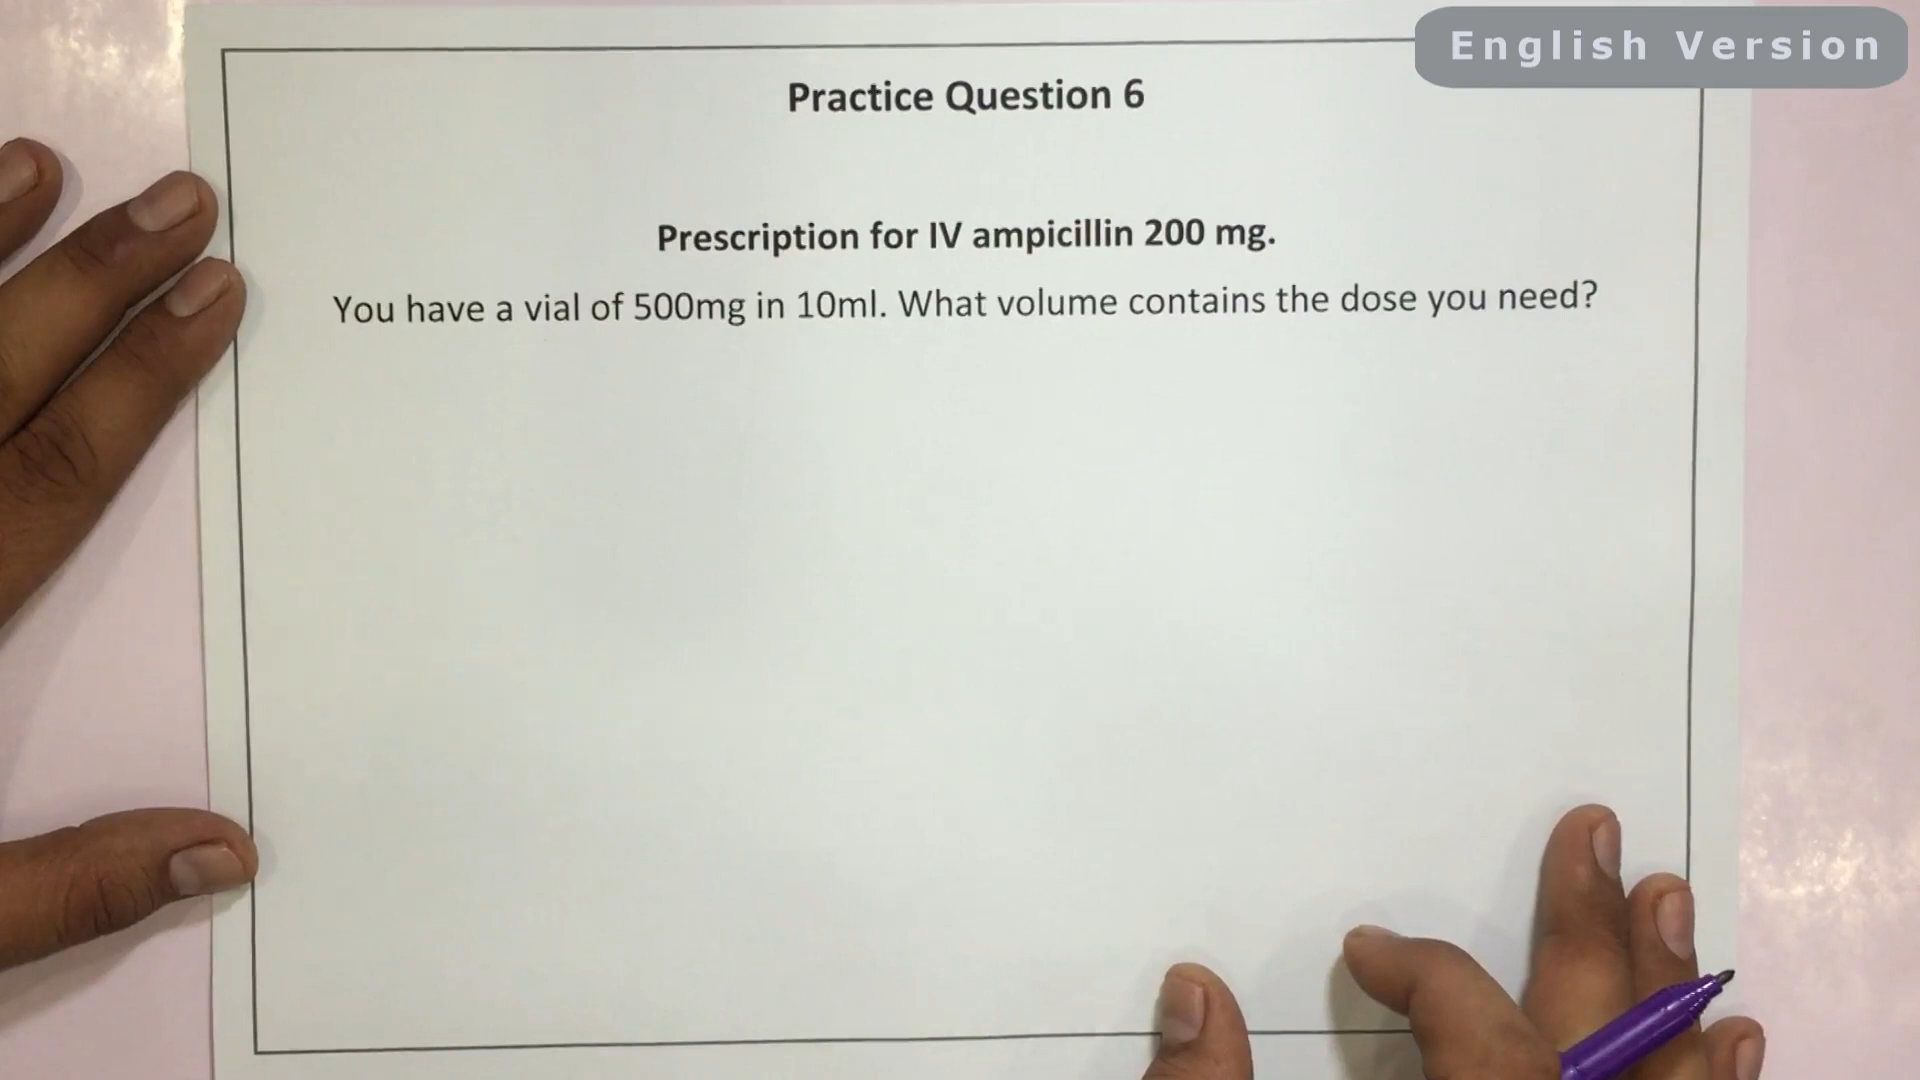 English Version
Practice Question 6
Prescription for IV ampicillin 200 mg.
You have a vial of 500mg in 10ml. What volume contains the dose you need?